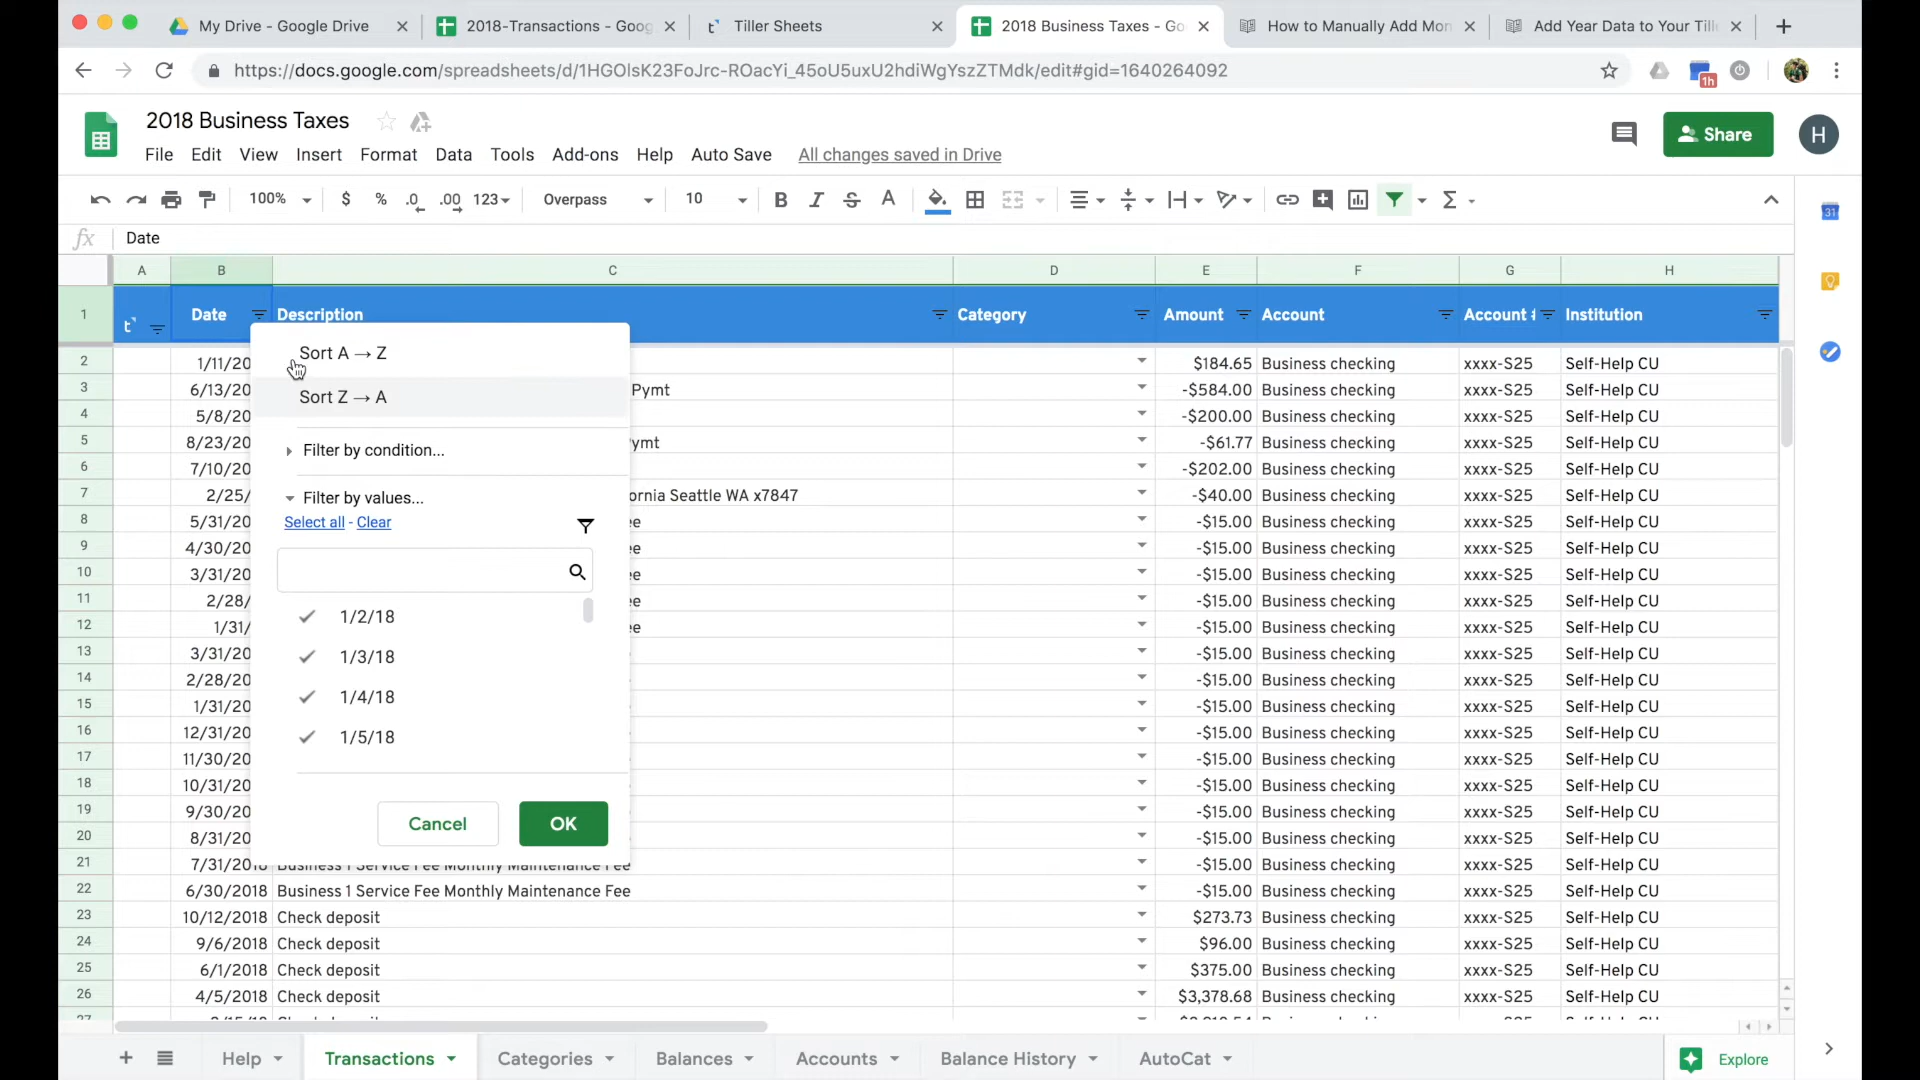 My Drive - Google Drive
2018-Transactions - Goog
Tiller Sheets
2018 Business Taxes - Go
How to Manually Add Mon
Add Year Data to Your Till
https://docs.google.com/spreadsheets/d/1HGOlsK23FoJrc-ROacYi_45oU5uxU2hdiWgYszZTMdk/edit#gid=1640264092
1h
2018 Business Taxes
Share
H
File Edit View Insert Format Data Tools Add-ons Help Auto Save All changes saved in Drive
100% $ % .0 .00 123 Overpass 10 B I S A Σ
31
fx Date
A B C D E F G H
1 t Date Description Category Amount Account Account Institution
2 1/11/20 $184.65 Business checking xxxx-S25 Self-Help CU
3 6/13/20 Pymt -$584.00 Business checking xxxx-S25 Self-Help CU
4 5/8/20 -$200.00 Business checking xxxx-S25 Self-Help CU
5 8/23/20 ymt -$61.77 Business checking xxxx-S25 Self-Help CU
6 7/10/20 -$202.00 Business checking xxxx-S25 Self-Help CU
7 2/25/ ornia Seattle WA x7847 -$40.00 Business checking xxxx-S25 Self-Help CU
8 5/31/20 ee -$15.00 Business checking xxxx-S25 Self-Help CU
9 4/30/20 ee -$15.00 Business checking xxxx-S25 Self-Help CU
10 3/31/20 ee -$15.00 Business checking xxxx-S25 Self-Help CU
11 2/28/ ee -$15.00 Business checking xxxx-S25 Self-Help CU
12 1/31/ ee -$15.00 Business checking xxxx-S25 Self-Help CU
13 3/31/20 -$15.00 Business checking xxxx-S25 Self-Help CU
14 2/28/20 -$15.00 Business checking xxxx-S25 Self-Help CU
15 1/31/20 -$15.00 Business checking xxxx-S25 Self-Help CU
16 12/31/20 -$15.00 Business checking xxxx-S25 Self-Help CU
17 11/30/20 -$15.00 Business checking xxxx-S25 Self-Help CU
18 10/31/20 -$15.00 Business checking xxxx-S25 Self-Help CU
19 9/30/20 -$15.00 Business checking xxxx-S25 Self-Help CU
20 8/31/20 -$15.00 Business checking xxxx-S25 Self-Help CU
21 7/31/2018 Business 1 Service Fee Monthly Maintenance Fee -$15.00 Business checking xxxx-S25 Self-Help CU
22 6/30/2018 Business 1 Service Fee Monthly Maintenance Fee -$15.00 Business checking xxxx-S25 Self-Help CU
23 10/12/2018 Check deposit $273.73 Business checking xxxx-S25 Self-Help CU
24 9/6/2018 Check deposit $96.00 Business checking xxxx-S25 Self-Help CU
25 6/1/2018 Check deposit $375.00 Business checking xxxx-S25 Self-Help CU
26 4/5/2018 Check deposit $3,378.68 Business checking xxxx-S25 Self-Help CU
Sort A → Z
Sort Z → A
Filter by condition...
Filter by values...
Select all - Clear
1/2/18
1/3/18
1/4/18
1/5/18
Cancel OK
Help Transactions Categories Balances Accounts Balance History AutoCat Explore